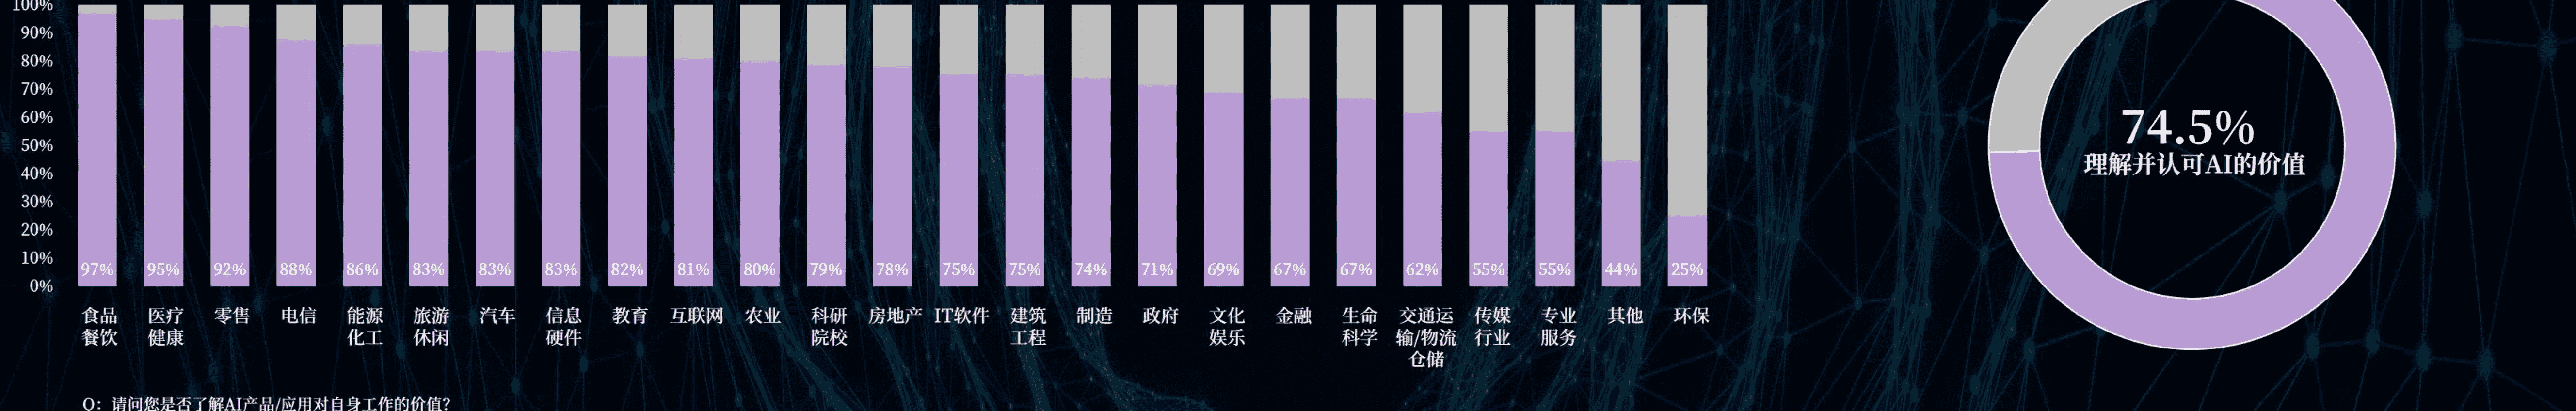 100%
90%
80%
70%
60%
50%
40%
30%
20%
10%
0%
97% 95% 92% 88% 86% 83% 83% 83% 82% 81% 80% 79% 78% 75% 75% 74% 71% 69% 67% 67% 62% 55% 55% 44% 25%
食品 医疗 零售 电信 能源 旅游 汽车 信息 教育 互联网 农业 科研 房地产 IT软件 建筑 制造 政府 文化 金融 生命 交通运 传媒 专业 其他 环保
餐饮 健康 化工 休闲 硬件 院校 工程 娱乐 科学 输/物流 行业 服务
仓储
74.5%
理解并认可AI的价值
Q：请问您是否了解AI产品/应用对自身工作的价值？